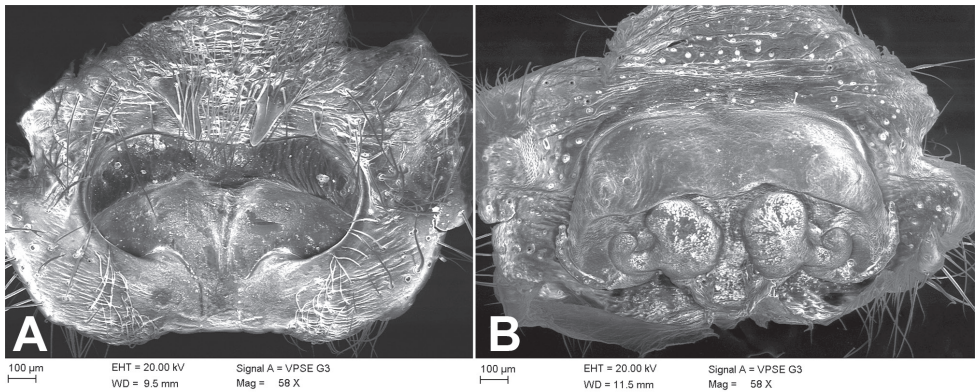 A
B
100 µm
EHT = 20.00 kV
Signal A = VPSE G3
WD = 9.5 mm
Mag = 58 X
100 µm
EHT = 20.00 kV
Signal A = VPSE G3
WD = 11.5 mm
Mag = 58 X